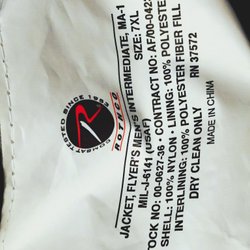 COMBAT TESTED SINCE 1953
R
ROTHCO
JACKET, FLYER'S MEN'S INTERMEDIATE, MA-1
SIZE: 7XL
MIL-J-6141 (USAF)
STOCK NO: 00-0627-36 • CONTRACT NO: AF/00-042
SHELL: 100% NYLON • LINING: 100% POLYESTER
INTERLINING: 100% POLYESTER FIBER FILL
DRY CLEAN ONLY
RN 37572
MADE IN CHINA